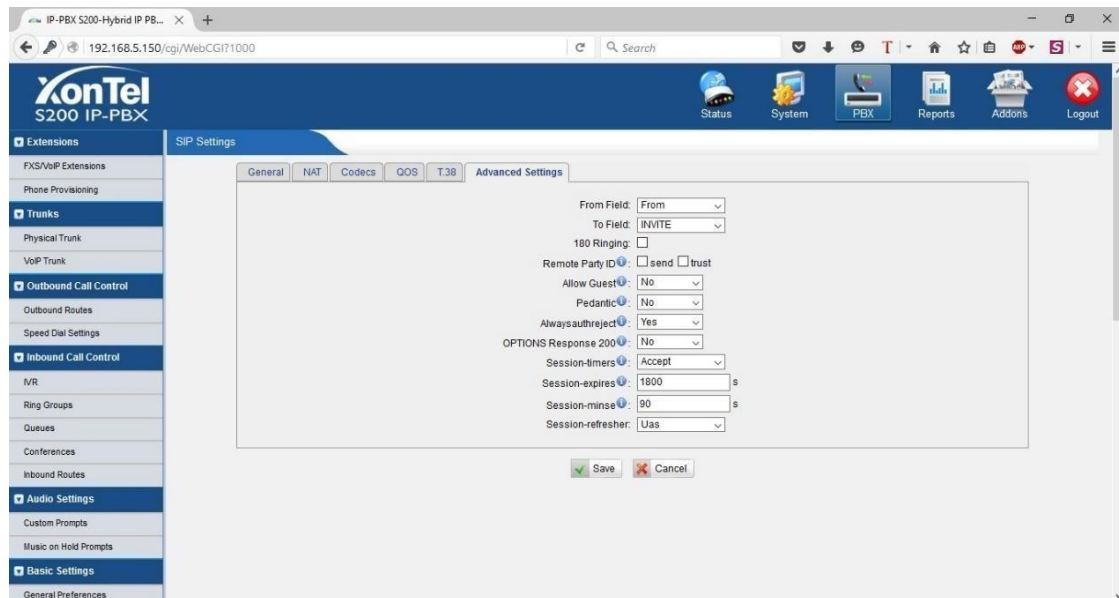 IP-PBX S200-Hybrid IP PB...
192.168.5.150/cgi/WebCGI?1000
Search
XonTel
S200 IP-PBX
Status
System
PBX
Reports
Addons
Logout
Extensions
FXS/VoIP Extensions
Phone Provisioning
Trunks
Physical Trunk
VoIP Trunk
Outbound Call Control
Outbound Routes
Speed Dial Settings
Inbound Call Control
IVR
Ring Groups
Queues
Conferences
Inbound Routes
Audio Settings
Custom Prompts
Music on Hold Prompts
Basic Settings
General Preferences
SIP Settings
General NAT Codecs QOS T.38 Advanced Settings
From Field: From
To Field: INVITE
180 Ringing:
Remote Party ID: send trust
Allow Guest: No
Pedantic: No
Alwaysauthreject: Yes
OPTIONS Response 200: No
Session-timers: Accept
Session-expires: 1800 s
Session-minse: 90 s
Session-refresher: Uas
Save Cancel